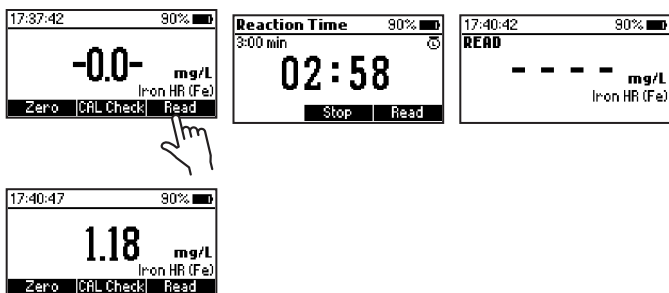 17:37:42 90%
-0.0- mg/L
Iron HR (Fe)
Zero CAL Check Read
Reaction Time 90%
3:00 min
02:58
Stop Read
17:40:42 90%
READ
- - - - mg/L
Iron HR (Fe)
17:40:47 90%
1.18 mg/L
Iron HR (Fe)
Zero CAL Check Read